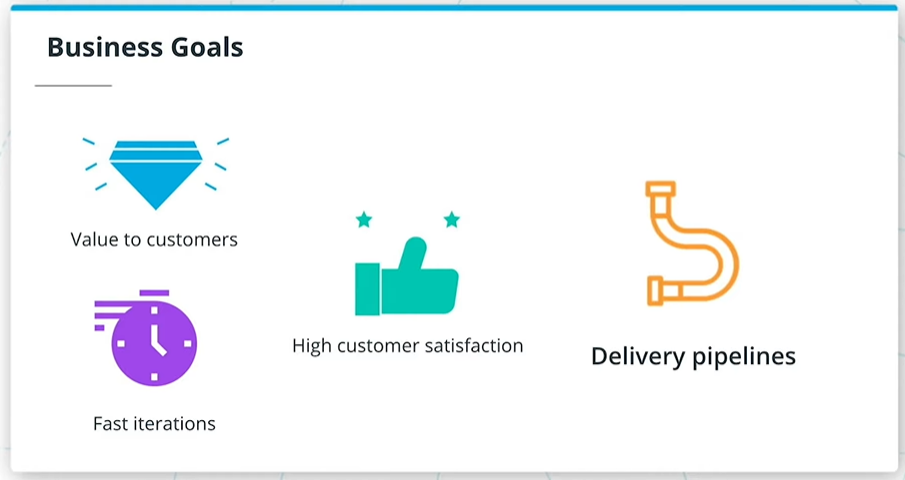 Business Goals
Value to customers
Fast iterations
High customer satisfaction
Delivery pipelines